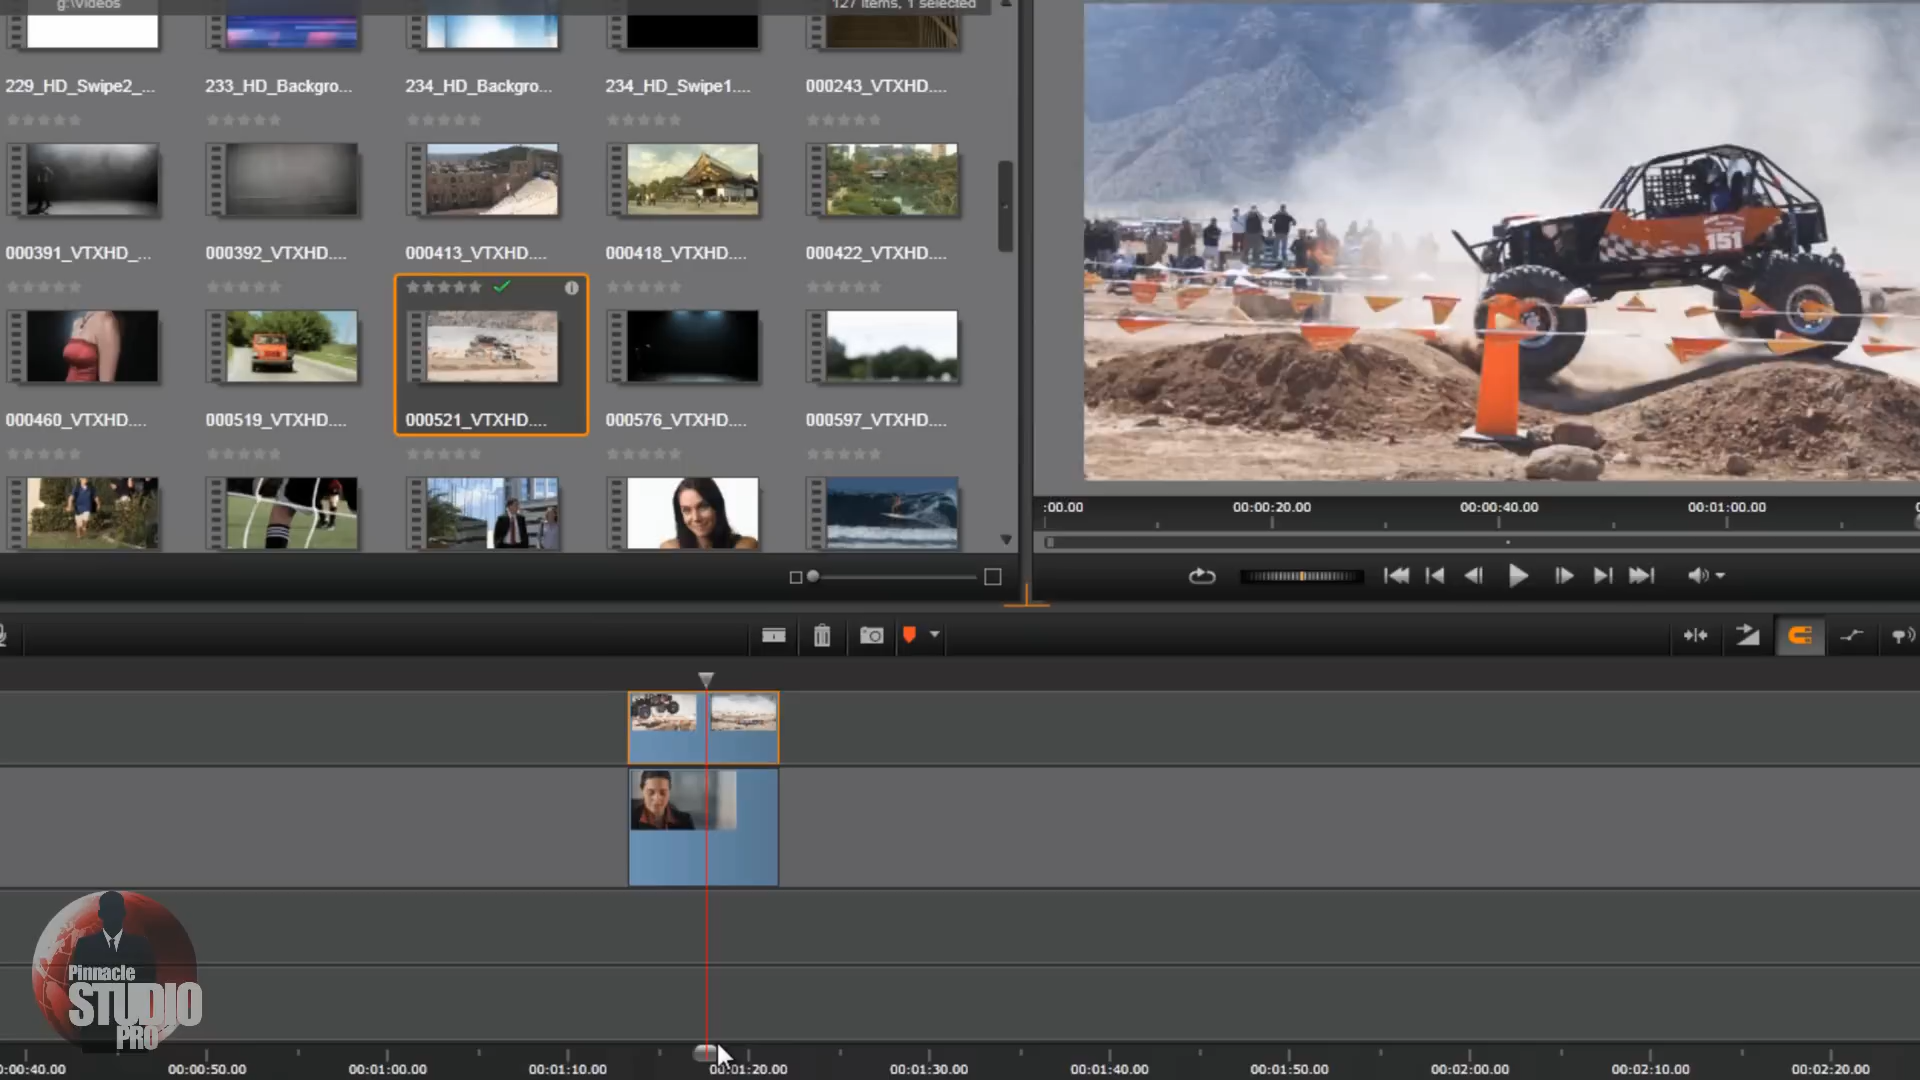 g:\Videos
127 items, 1 selected
229_HD_Swipe2_... 233_HD_Backgro... 234_HD_Backgro... 234_HD_Swipe1.... 000243_VTXHD....
000391_VTXHD_... 000392_VTXHD.... 000413_VTXHD.... 000418_VTXHD.... 000422_VTXHD....
000460_VTXHD.... 000519_VTXHD.... 000521_VTXHD.... 000576_VTXHD.... 000597_VTXHD....
151
:00.00 00:00:20.00 00:00:40.00 00:01:00.00
Pinnacle
STUDIO
PRO
0:00:40.00 00:00:50.00 00:01:00.00 00:01:10.00 00:01:20.00 00:01:30.00 00:01:40.00 00:01:50.00 00:02:00.00 00:02:10.00 00:02:20.00